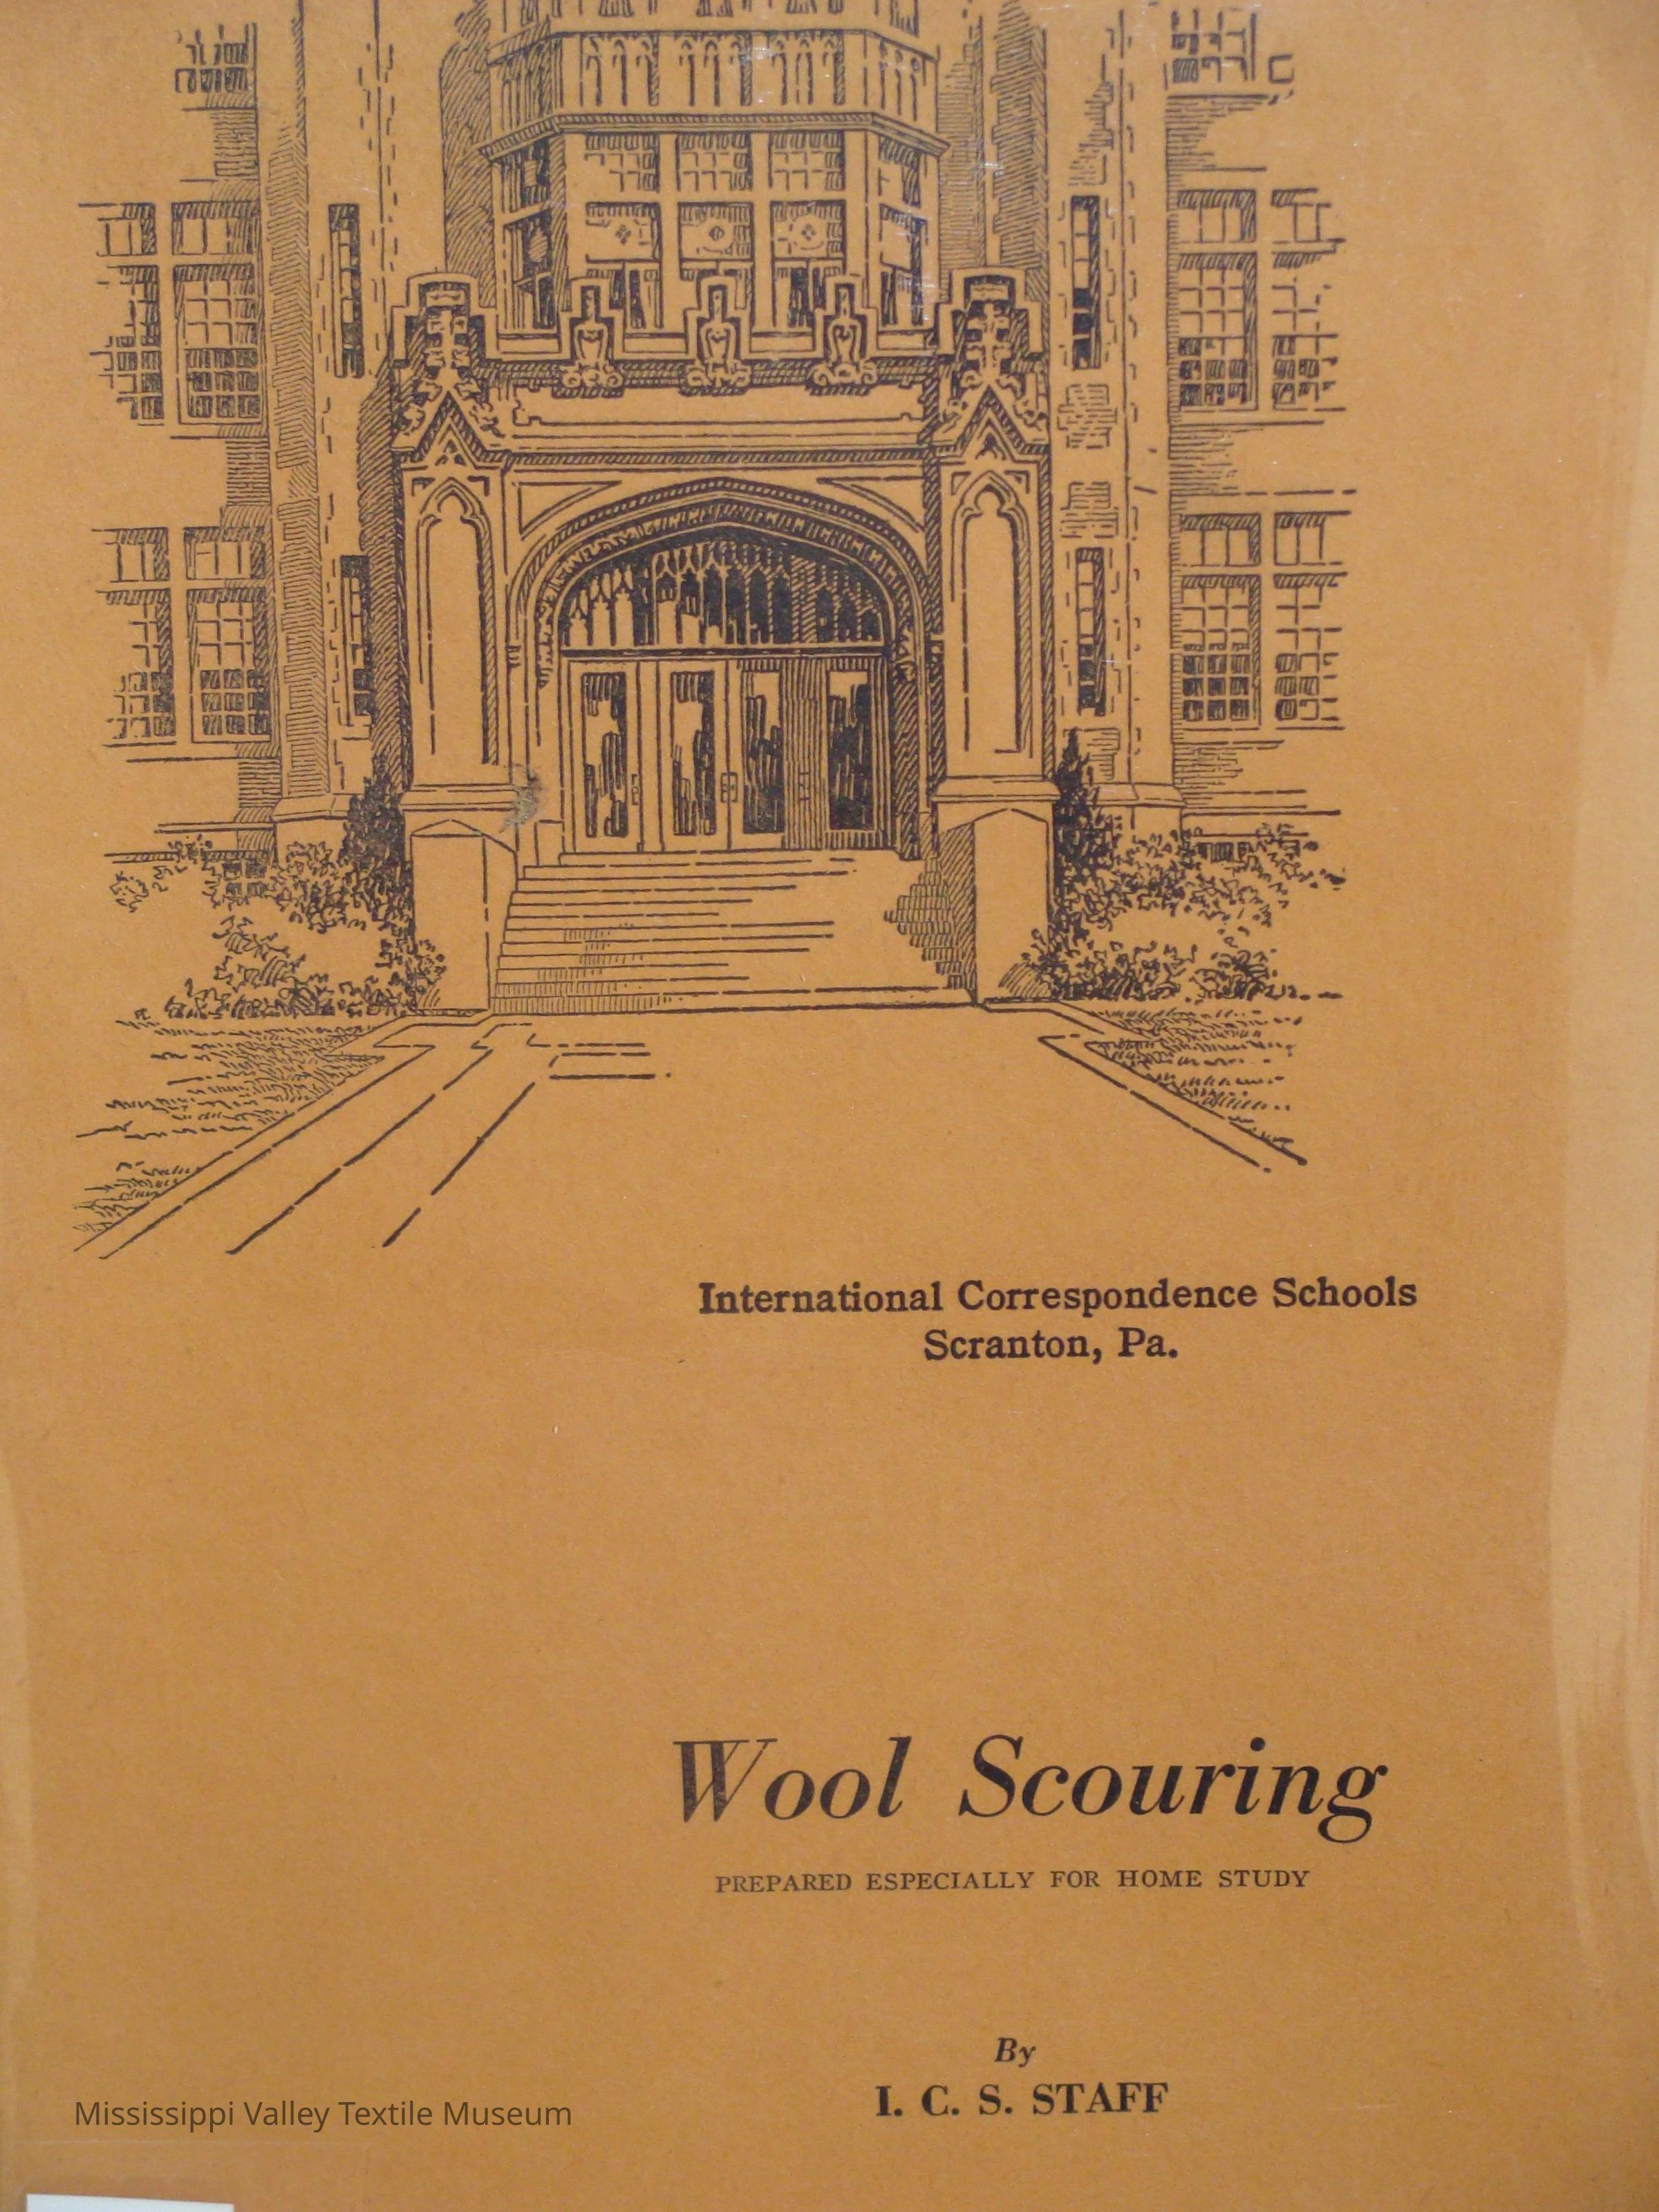 International Correspondence Schools
Scranton, Pa.
Wool Scouring
PREPARED ESPECIALLY FOR HOME STUDY
By
I. C. S. STAFF
Mississippi Valley Textile Museum